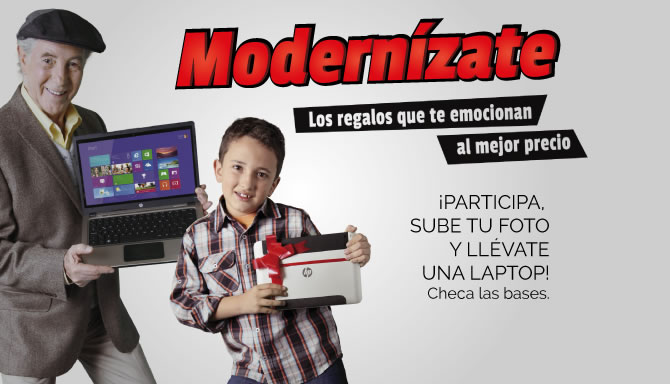 Modernízate
Los regalos que te emocionan
al mejor precio
¡PARTICIPA,
SUBE TU FOTO
Y LLÉVATE
UNA LAPTOP!
Checa las bases.
hp